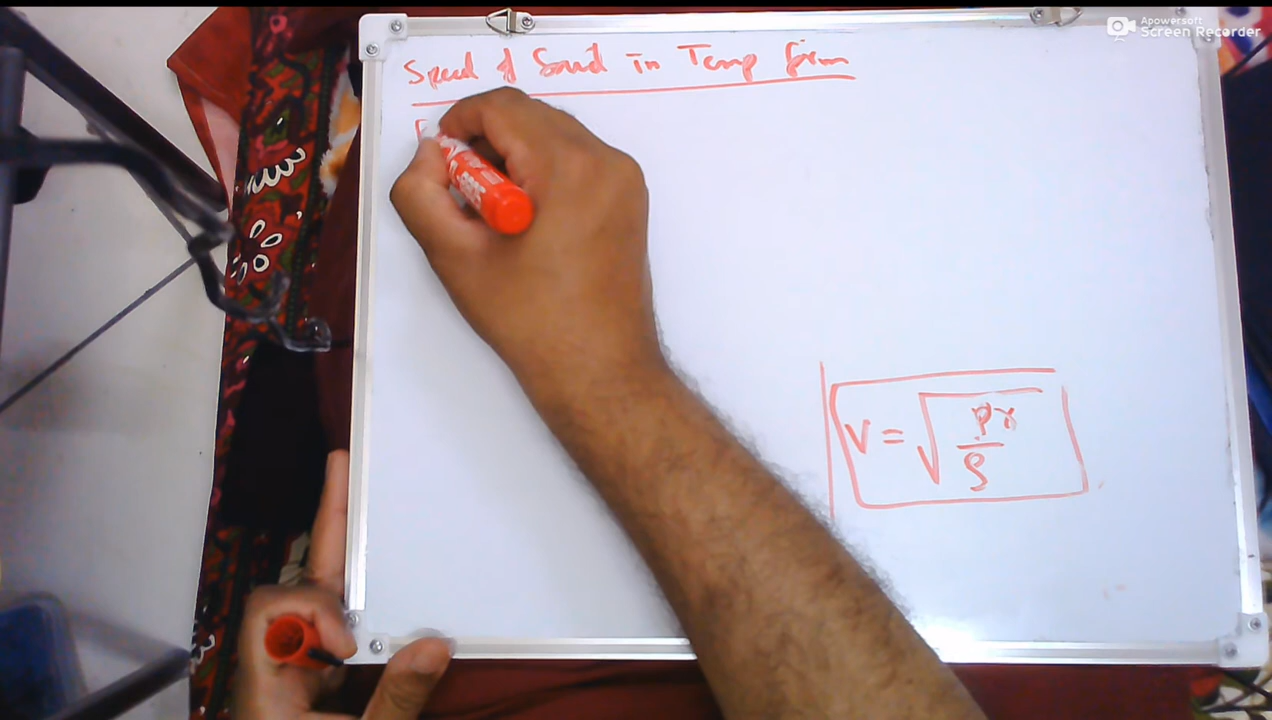 Apowersoft
Screen Recorder
Speed of Sound in Temp form
V = √(Pγ/ρ)